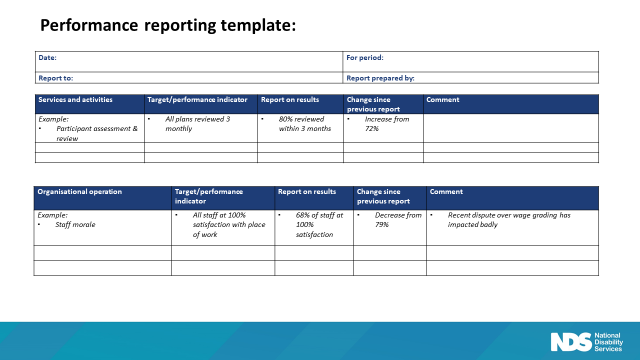 Performance reporting template:
Date: For period:
Report to: Report prepared by:
Services and activities Target/performance indicator Report on results Change since previous report Comment
Example:
• Participant assessment & review
• All plans reviewed 3 monthly
• 80% reviewed within 3 months
• Increase from 72%
Organisational operation Target/performance indicator Report on results Change since previous report Comment
Example:
• Staff morale
• All staff at 100% satisfaction with place of work
• 68% of staff at 100% satisfaction
• Decrease from 79%
• Recent dispute over wage grading has impacted badly
NDS National Disability Services